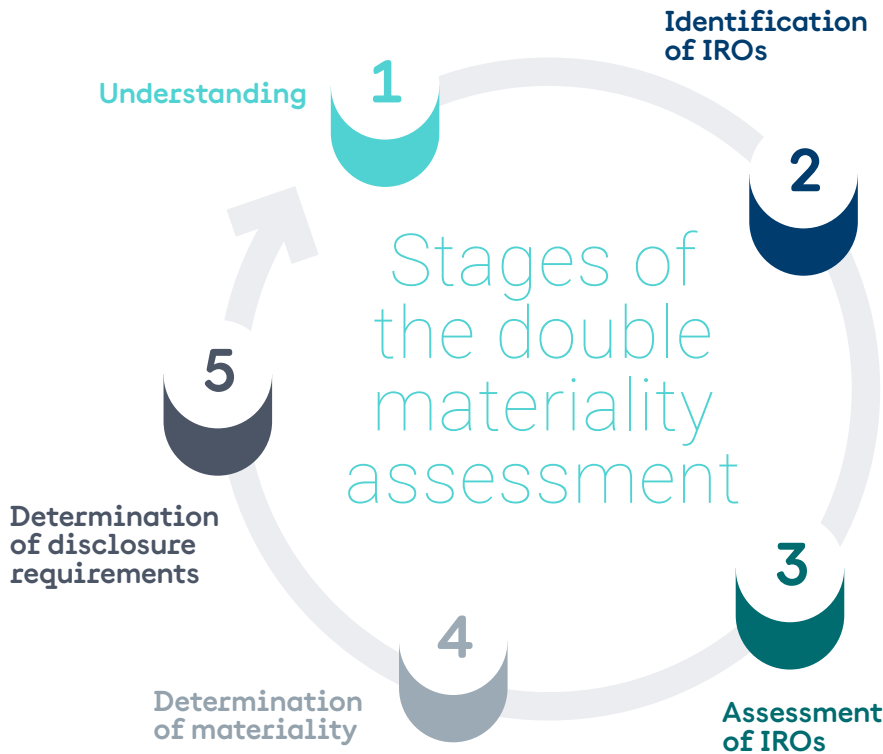 Stages of
the double
materiality
assessment
1
Understanding
2
Identification
of IROs
3
Assessment
of IROs
4
Determination
of materiality
5
Determination
of disclosure
requirements